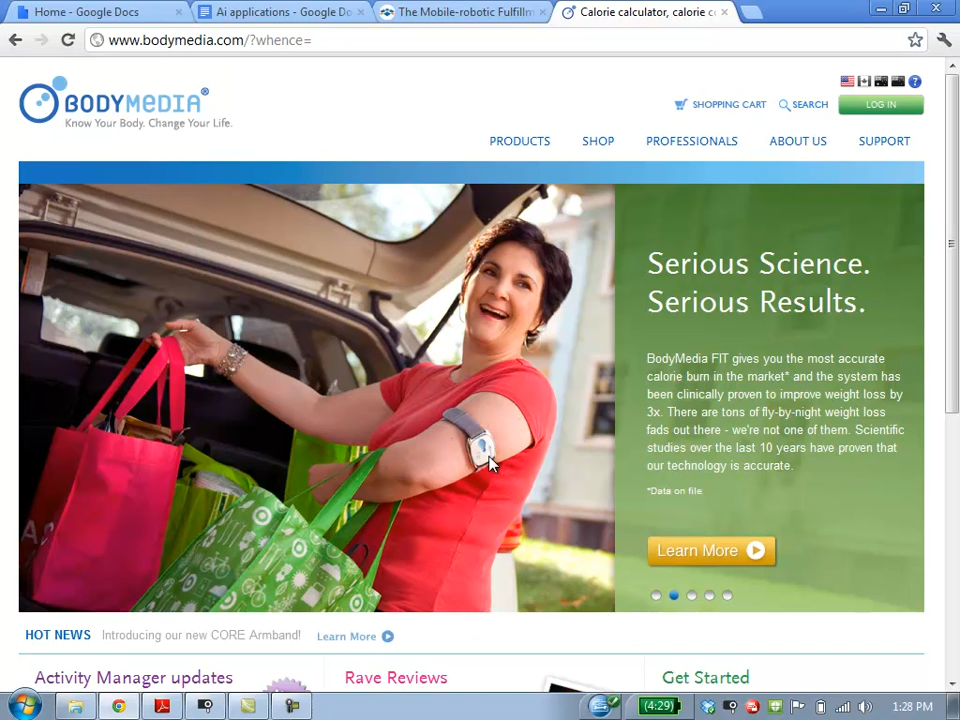 Home - Google Docs
Ai applications - Google Do
The Mobile-robotic Fulfillm
Calorie calculator, calorie c
www.bodymedia.com/?whence=
BODYMEDIA®
Know Your Body. Change Your Life.
SHOPPING CART
SEARCH
LOG IN
PRODUCTS
SHOP
PROFESSIONALS
ABOUT US
SUPPORT
Serious Science.
Serious Results.
BodyMedia FIT gives you the most accurate
calorie burn in the market* and the system has
been clinically proven to improve weight loss by
3x. There are tons of fly-by-night weight loss
fads out there - we're not one of them. Scientific
studies over the last 10 years have proven that
our technology is accurate.
*Data on file
Learn More
HOT NEWS Introducing our new CORE Armband! Learn More
Activity Manager updates
Rave Reviews
Get Started
(4:29)
1:28 PM